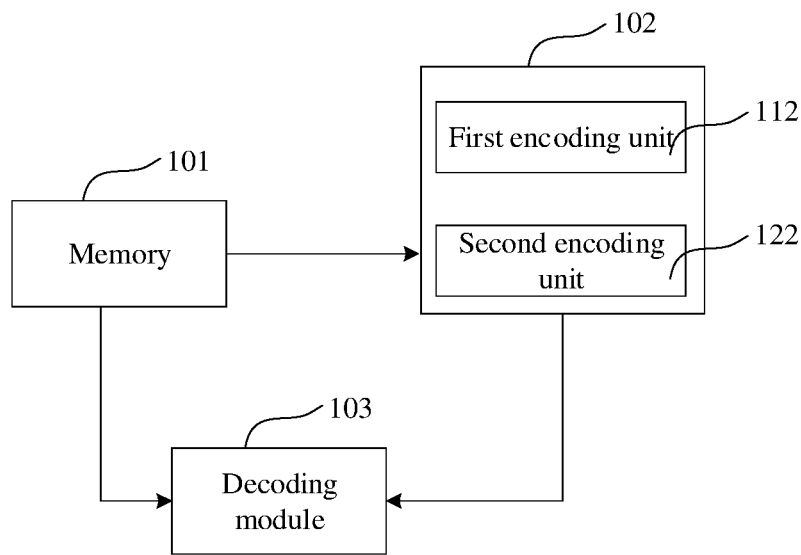 102
First encoding unit
112
101
Memory
Second encoding
unit
122
103
Decoding
module